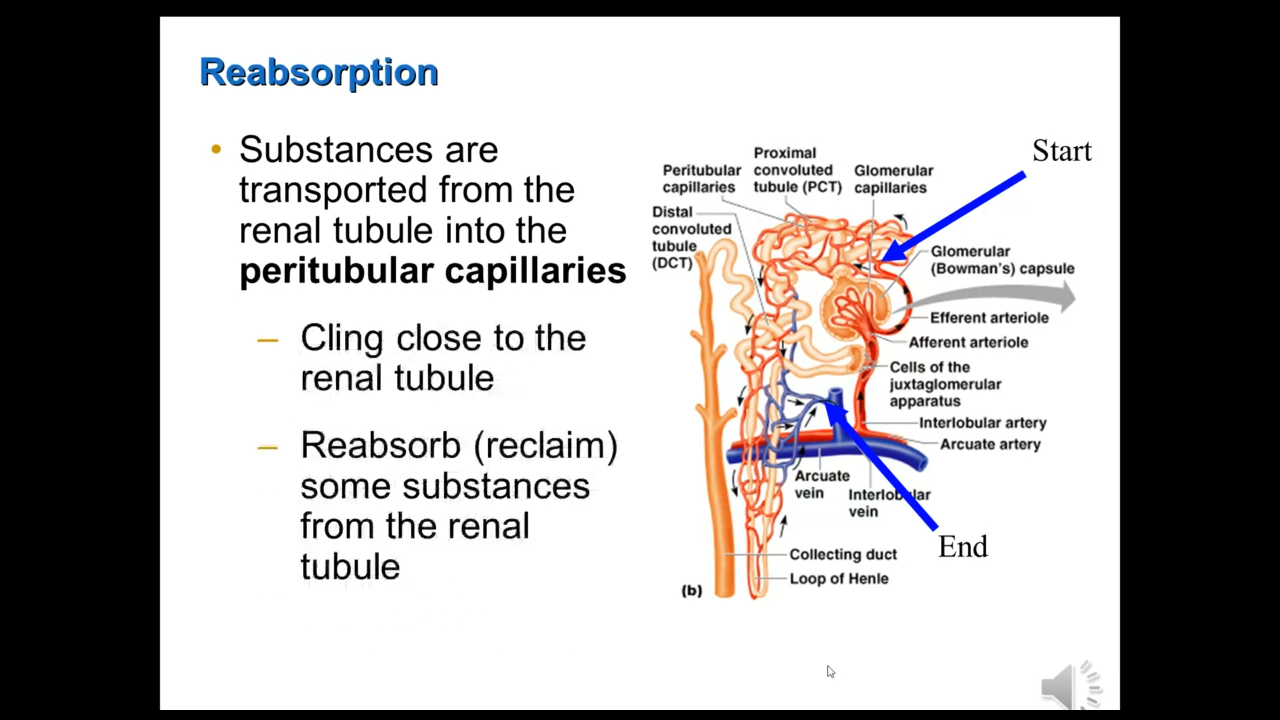 Reabsorption
• Substances are
transported from the
renal tubule into the
peritubular capillaries
– Cling close to the
renal tubule
– Reabsorb (reclaim)
some substances
from the renal
tubule
Start
Proximal
convoluted
tubule (PCT)
Peritubular
capillaries
Glomerular
capillaries
Distal
convoluted
tubule
(DCT)
Glomerular
(Bowman's) capsule
Efferent arteriole
Afferent arteriole
Cells of the
juxtaglomerular
apparatus
Interlobular artery
Arcuate artery
Arcuate
vein
Interlobular
vein
End
Collecting duct
Loop of Henle
(b)